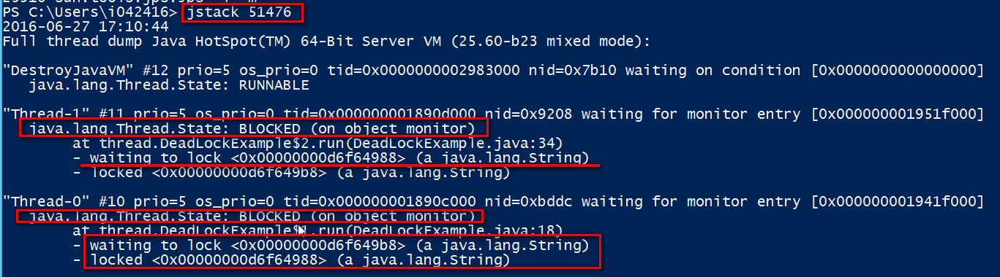 PS C:\Users\i042416> jstack 51476
2016-06-27 17:10:44
Full thread dump Java HotSpot(TM) 64-Bit Server VM (25.60-b23 mixed mode):
"DestroyJavaVM" #12 prio=5 os_prio=0 tid=0x0000000002983000 nid=0x7b10 waiting on condition [0x0000000000000000]
java.lang.Thread.State: RUNNABLE
"Thread-1" #11 prio=5 os_prio=0 tid=0x000000001890d000 nid=0x9208 waiting for monitor entry [0x000000001951f000]
java.lang.Thread.State: BLOCKED (on object monitor)
at thread.DeadLockExample$2.run(DeadLockExample.java:34)
- waiting to lock <0x00000000d6f64988> (a java.lang.String)
- locked <0x00000000d6f649b8> (a java.lang.String)
"Thread-0" #10 prio=5 os_prio=0 tid=0x000000001890c000 nid=0xbddc waiting for monitor entry [0x000000001941f000]
java.lang.Thread.State: BLOCKED (on object monitor)
at thread.DeadLockExample$1.run(DeadLockExample.java:18)
- waiting to lock <0x00000000d6f649b8> (a java.lang.String)
- locked <0x00000000d6f64988> (a java.lang.String)